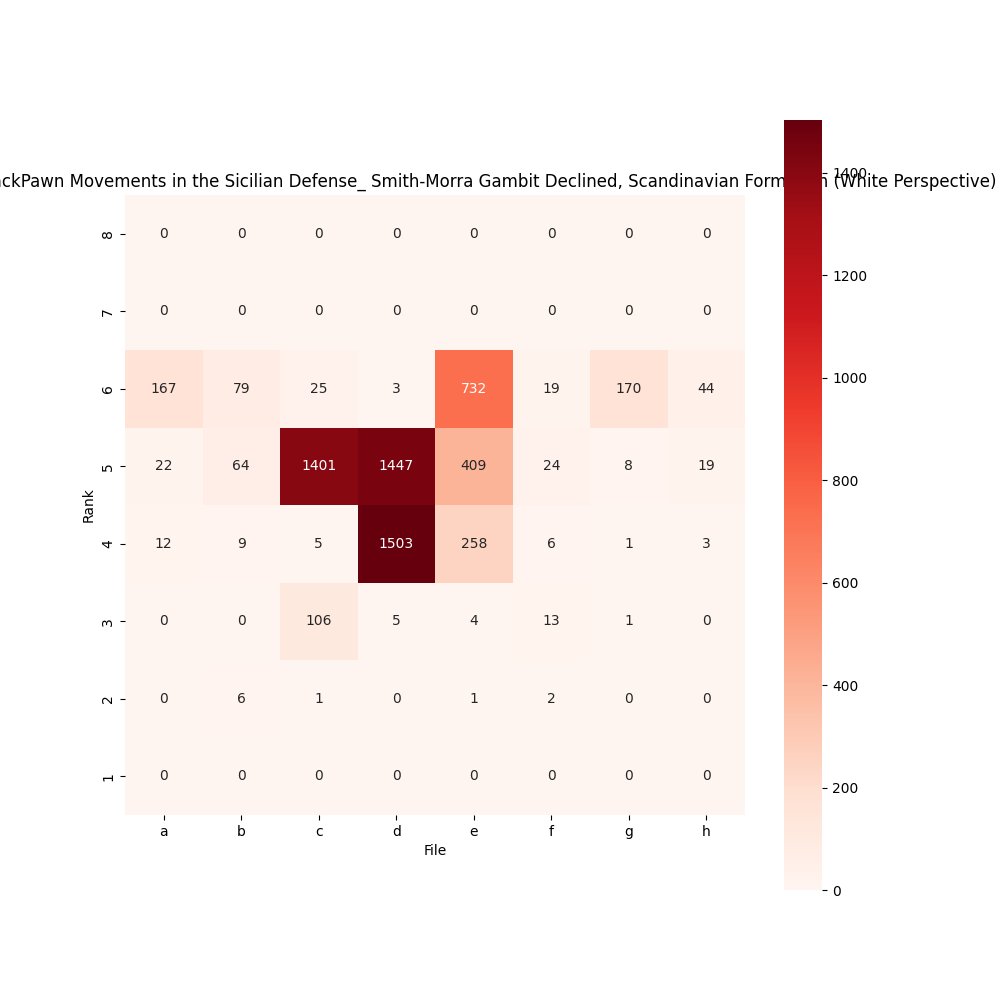 ckPawn Movements in the Sicilian Defense_ Smith-Morra Gambit Declined, Scandinavian Form n (White Perspective)
8 0 0 0 0 0 0 0 0
7 0 0 0 0 0 0 0 0
6 167 79 25 3 732 19 170 44
5 22 64 1401 1447 409 24 8 19
4 12 9 5 1503 258 6 1 3
3 0 0 106 5 4 13 1 0
2 0 6 1 0 1 2 0 0
1 0 0 0 0 0 0 0 0
a b c d e f g h
File
Rank
1400
1200
1000
800
600
400
200
0